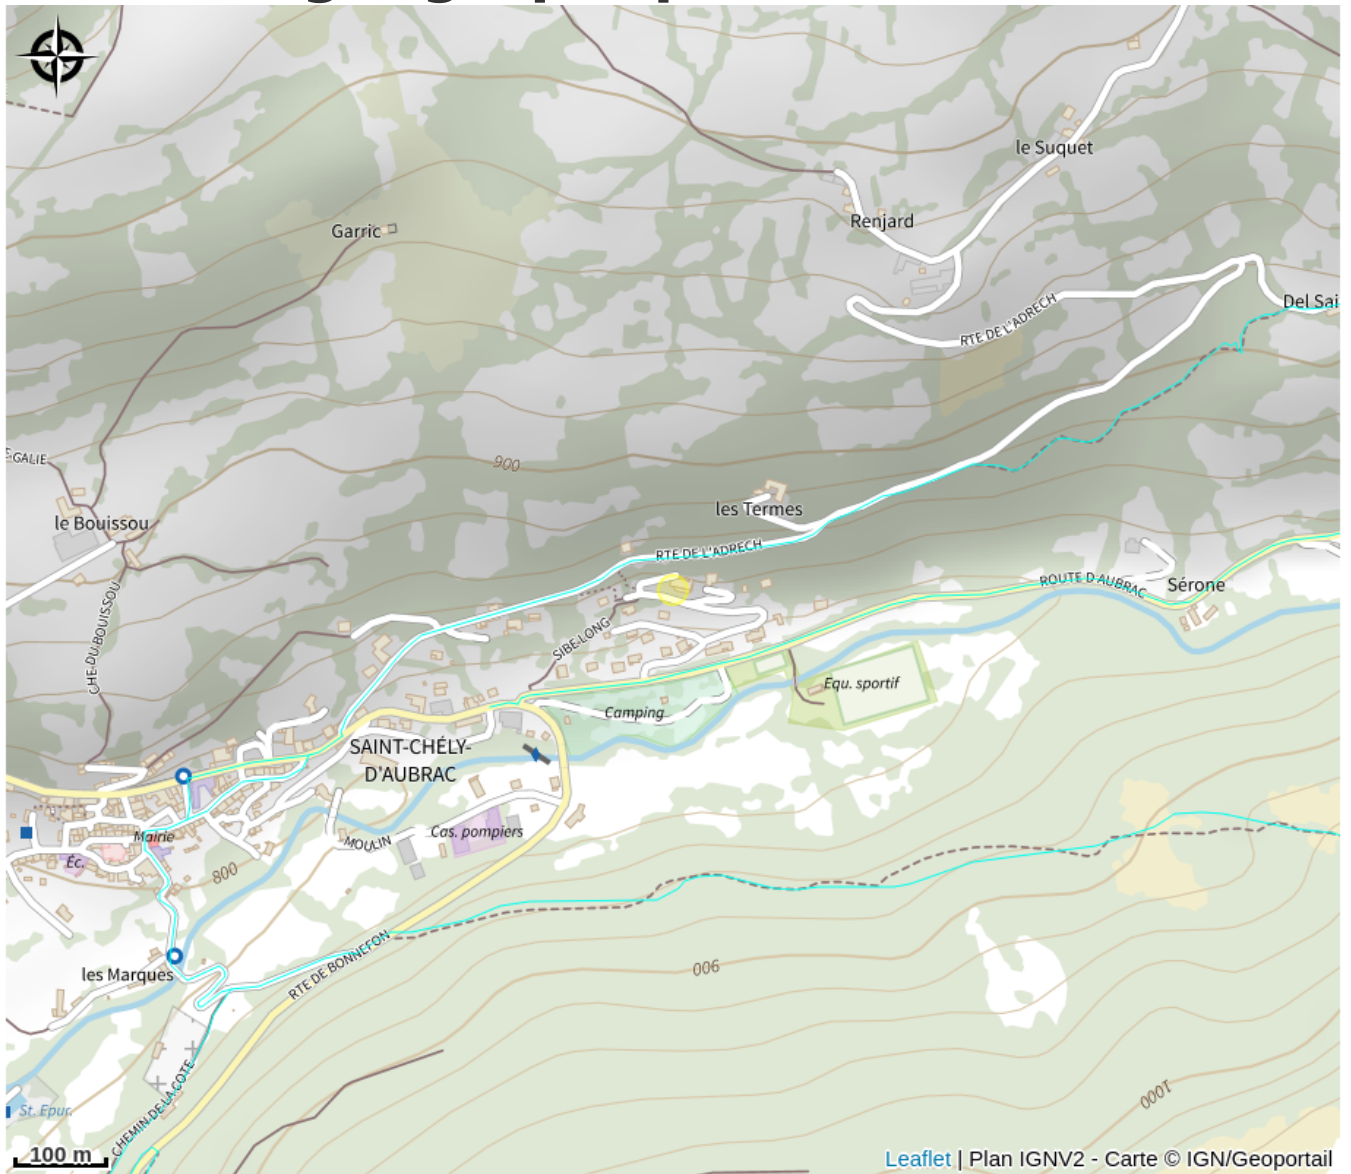 le Suquet
Renjard
Garric
RTE DE L'ADRECH
Del Sai
E-GALIE
900
les Termes
le Bouissou
RTE DE L'ADRECH
ROUTE D'AUBRAC
Sérone
CHE-DU-BOUISSOU
SIBE-LONG
Equ. sportif
Camping
SAINT-CHÉLY-
D'AUBRAC
Mairie
Cas. pompiers
MOULIN
Éc.
800
RTE DE BONNEFON
900
les Marques
CHEMIN-DE-LA-COTE
1000
St. Epur.
100 m
Leaflet | Plan IGNV2 - Carte © IGN/Geoportail